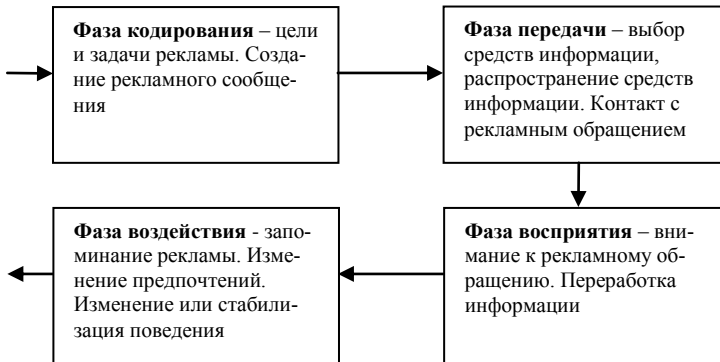 Фаза кодирования – цели
и задачи рекламы. Созда-
ние рекламного сообще-
ния
Фаза передачи – выбор
средств информации,
распространение средств
информации. Контакт с
рекламным обращением
Фаза воздействия - запо-
минание рекламы. Изме-
нение предпочтений.
Изменение или стабили-
зация поведения
Фаза восприятия – вни-
мание к рекламному об-
ращению. Переработка
информации